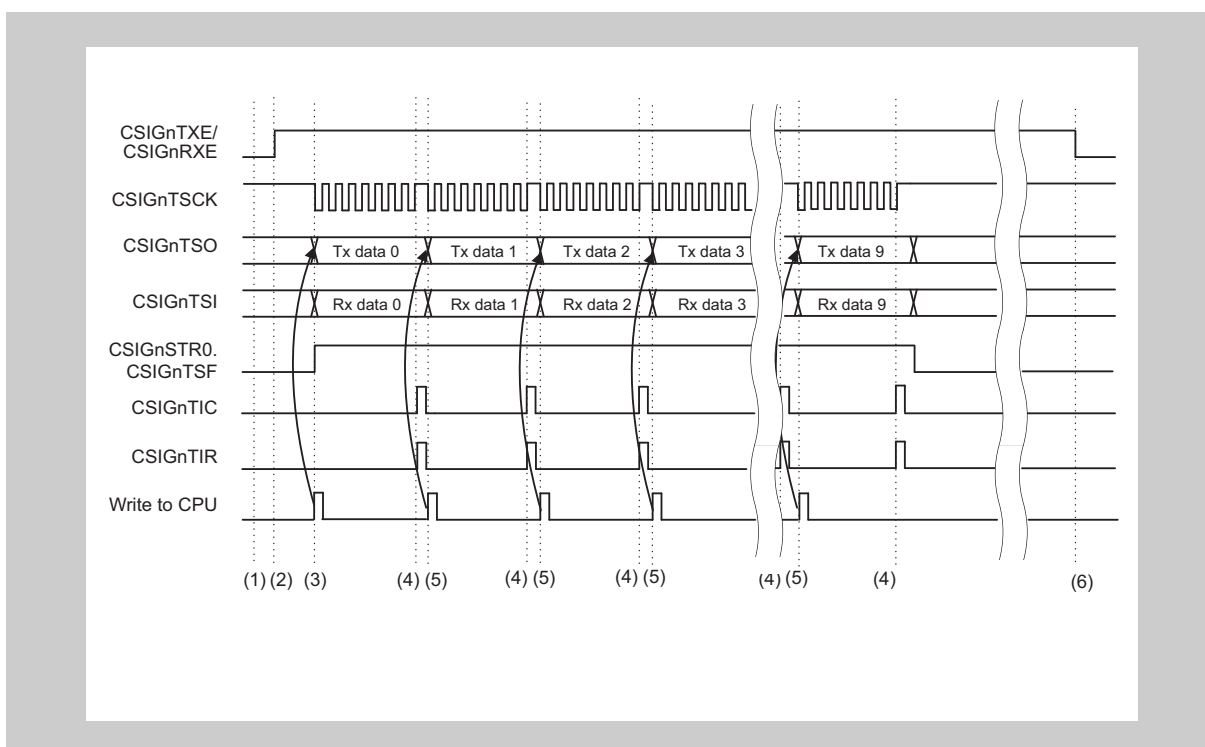 CSIGnTXE/
CSIGnRXE
CSIGnTSCK
CSIGnTSO
Tx data 0
Tx data 1
Tx data 2
Tx data 3
Tx data 9
CSIGnTSI
Rx data 0
Rx data 1
Rx data 2
Rx data 3
Rx data 9
CSIGnSTR0.
CSIGnTSF
CSIGnTIC
CSIGnTIR
Write to CPU
(1) (2) (3) (4) (5) (4) (5) (4) (5) (4) (5) (4) (6)